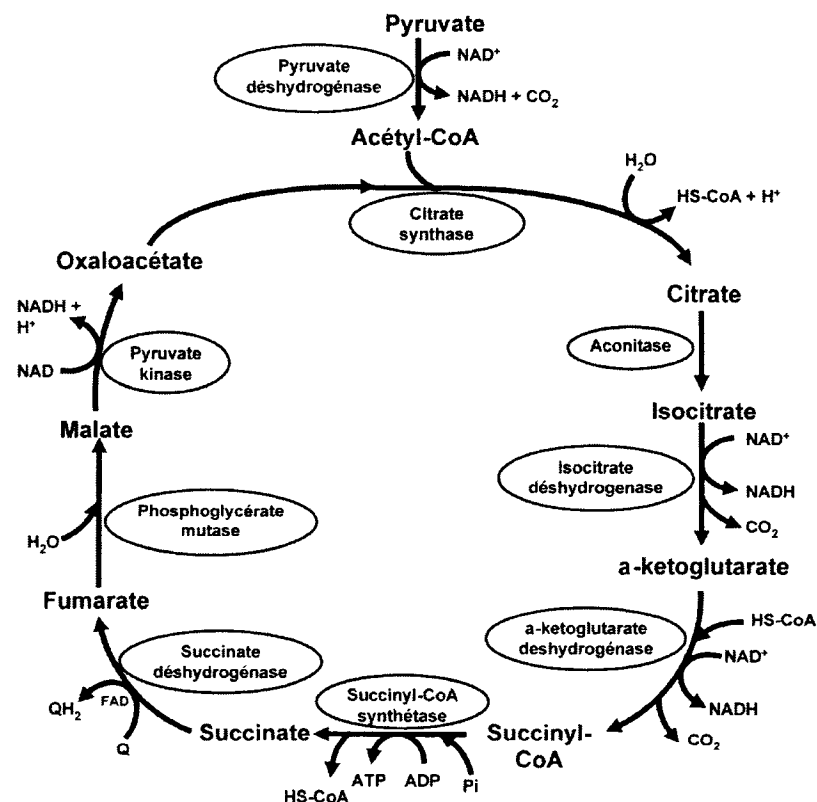 Pyruvate
NAD⁺
Pyruvate
déshydrogénase
NADH + CO₂
Acétyl-CoA
H₂O
HS-CoA + H⁺
Citrate
synthase
Oxaloacétate
Citrate
NADH +
H⁺
Aconitase
Pyruvate
kinase
NAD
Isocitrate
Malate
NAD⁺
Isocitrate
déshydrogenase
NADH
Phosphoglycérate
mutase
CO₂
H₂O
a-ketoglutarate
Fumarate
HS-CoA
a-ketoglutarate
deshydrogénase
Succinate
déshydrogénase
NAD⁺
Succinyl-CoA
synthétase
FAD
QH₂
NADH
Succinate
Succinyl-
CoA
CO₂
Q
ATP
ADP
Pi
HS-CoA